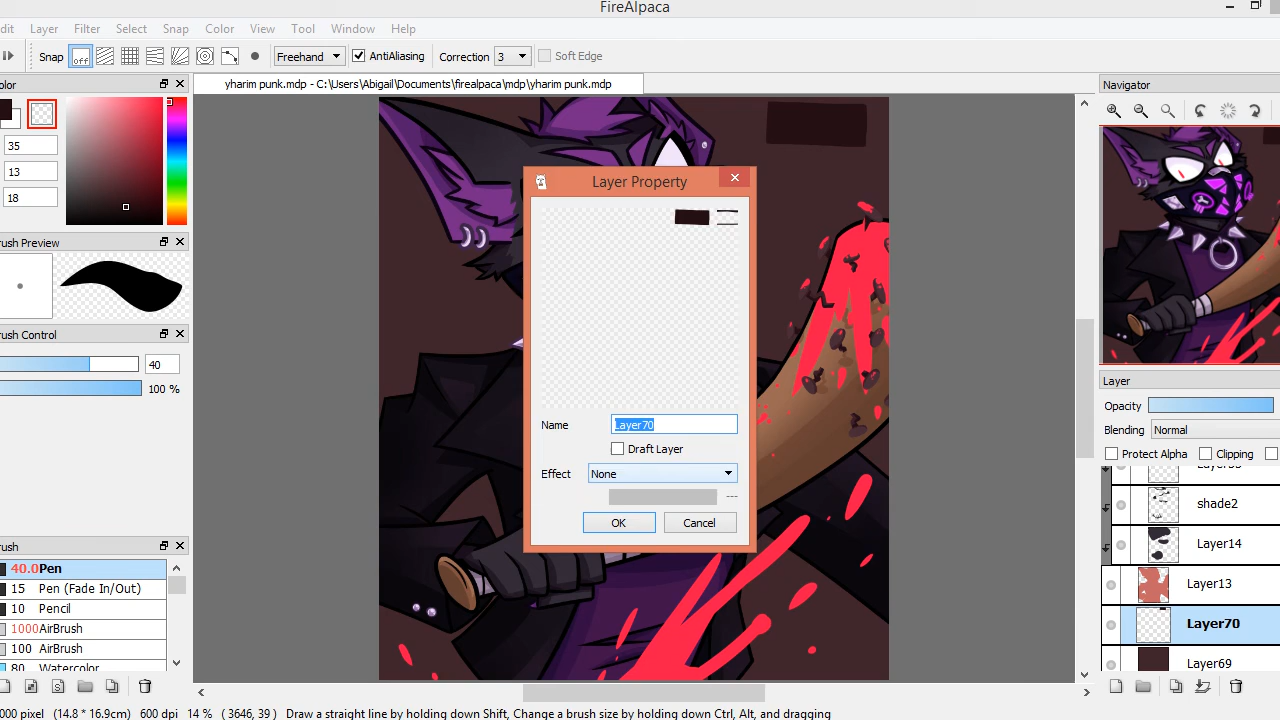 FireAlpaca
Layer Filter Select Snap Color View Tool Window Help
Snap off Freehand AntiAliasing Correction 3 Soft Edge
yharim punk.mdp - C:\Users\Abigail\Documents\firealpaca\mdp\yharim punk.mdp
Navigator
35
13
18
Preview
Control
40
100 %
40.0 Pen
15 Pen (Fade In/Out)
10 Pencil
1000 AirBrush
100 AirBrush
80 Watercolor
Layer Property
Name Layer70
Draft Layer
Effect None
---
OK Cancel
Layer
Opacity
Blending Normal
Protect Alpha Clipping
shade2
Layer14
Layer13
Layer70
Layer69
pixel (14.8 * 16.9cm) 600 dpi 14 % ( 3646, 39 ) Draw a straight line by holding down Shift, Change a brush size by holding down Ctrl, Alt, and dragging